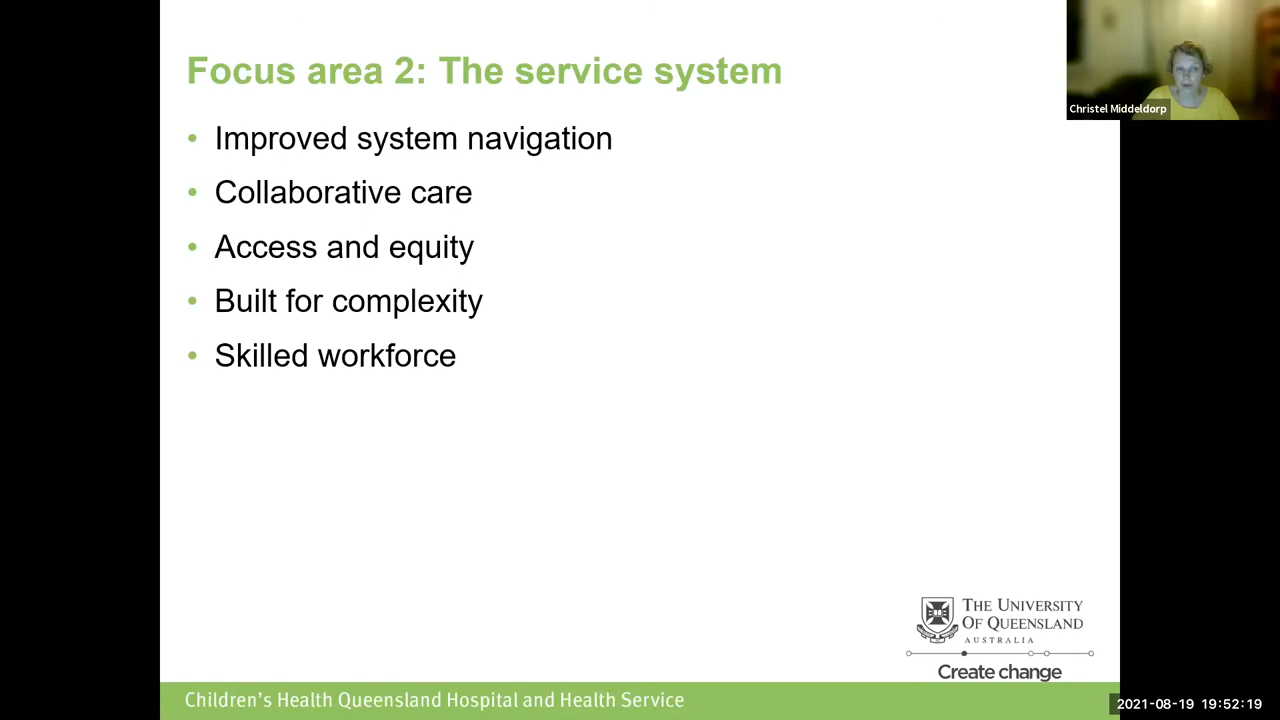 Focus area 2: The service system
Christel Middeldorp
• Improved system navigation
• Collaborative care
• Access and equity
• Built for complexity
• Skilled workforce
THE UNIVERSITY
OF QUEENSLAND
AUSTRALIA
Create change
Children's Health Queensland Hospital and Health Service
2021-08-19 19:52:19